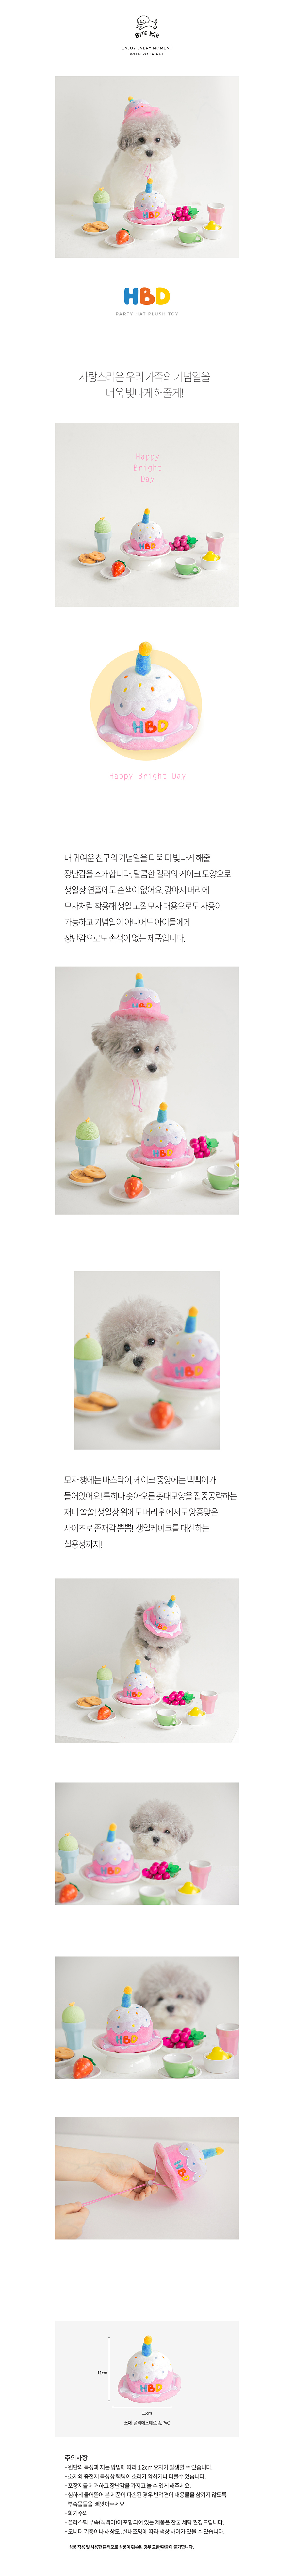 BITE ME
ENJOY EVERY MOMENT
WITH YOUR PET
HBD
HBD
PARTY HAT PLUSH TOY
사랑스러운 우리 가족의 기념일을
더욱 빛나게 해줄게!
Happy
Bright
Day
HBD
HBD
Happy Bright Day
내 귀여운 친구의 기념일을 더욱 더 빛나게 해줄
장난감을 소개합니다. 달콤한 컬러의 케이크 모양으로
생일상 연출에도 손색이 없어요. 강아지 머리에
모자처럼 착용해 생일 고깔모자 대용으로도 사용이
가능하고 기념일이 아니어도 아이들에게
장난감으로도 손색이 없는 제품입니다.
HBD
HBD
HBD
모자 챙에는 바스락이, 케이크 중앙에는 삑삑이가
들어있어요! 특히나 솟아오른 촛대모양을 집중공략하는
재미 쏠쏠! 생일상 위에도 머리 위에서도 앙증맞은
사이즈로 존재감 뿜뿜! 생일케이크를 대신하는
실용성까지!
HBD
HBD
HBD
HBD
HBD
11cm
12cm
소재: 폴리에스테르, 솜, PVC
주의사항
- 원단의 특성과 재는 방법에 따라 1,2cm 오차가 발생할 수 있습니다.
- 소재와 충전재 특성상 삑삑이 소리가 약하거나 다를수 있습니다.
- 포장지를 제거하고 장난감을 가지고 놀 수 있게 해주세요.
- 심하게 물어뜯어 본 제품이 파손된 경우 반려견이 내용물을 삼키지 않도록
부속물들을 빼앗아주세요.
- 화기주의
- 플라스틱 부속(삑삑이)이 포함되어 있는 제품은 찬물 세탁 권장드립니다.
- 모니터 기종이나 해상도, 실내조명에 따라 색상 차이가 있을 수 있습니다.
상품 착용 및 사용한 흔적으로 상품이 훼손된 경우 교환/환불이 불가합니다.